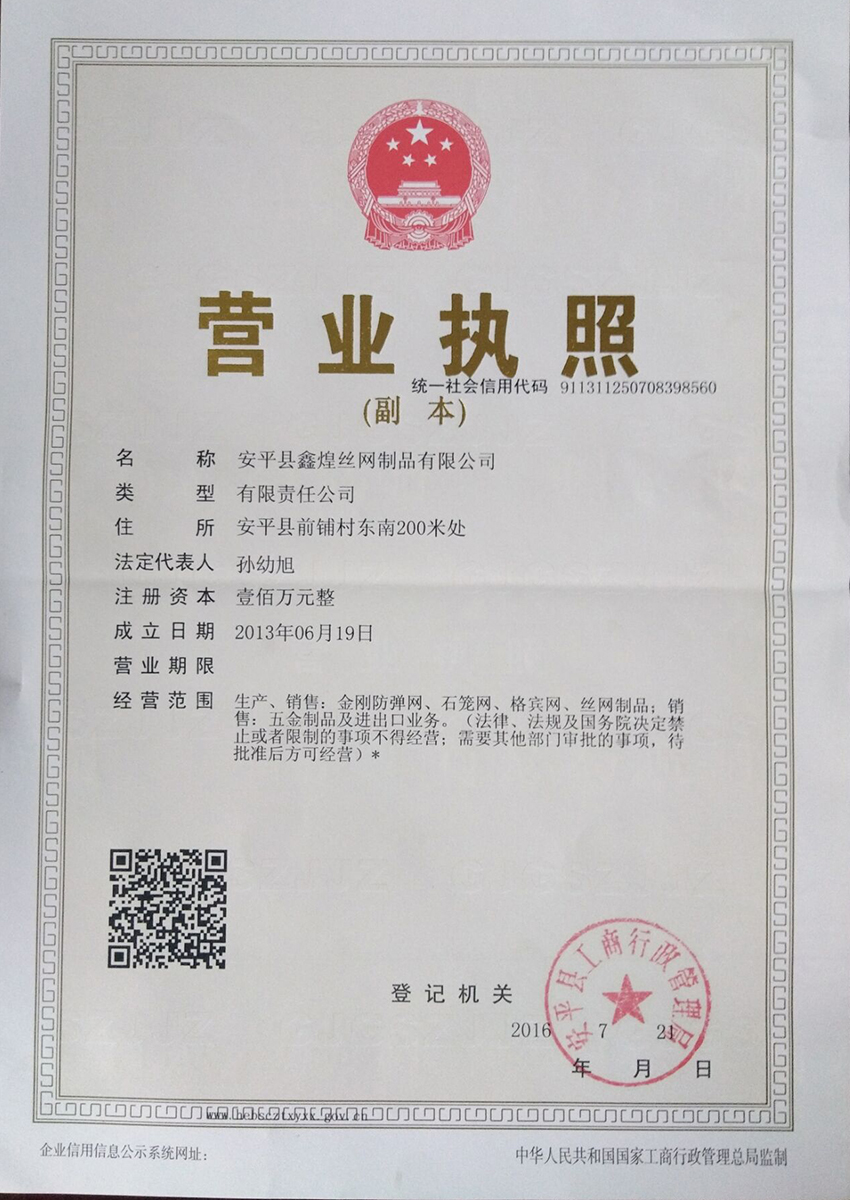 营业执照
统一社会信用代码 911311250708398560
(副 本)
名 称 安平县鑫煌丝网制品有限公司
类 型 有限责任公司
住 所 安平县前铺村东南200米处
法定代表人 孙幼旭
注册资本 壹佰万元整
成立日期 2013年06月19日
营业期限
经营范围 生产、销售：金刚防弹网、石笼网、格宾网、丝网制品；销
售：五金制品及进出口业务。（法律、法规及国务院决定禁
止或者限制的事项不得经营；需要其他部门审批的事项，待
批准后方可经营）*
登记机关
安平县工商行政管理局
2016 7 21
年 月 日
www.hebscztxyxx.gov.cn
企业信用信息公示系统网址：
中华人民共和国国家工商行政管理总局监制